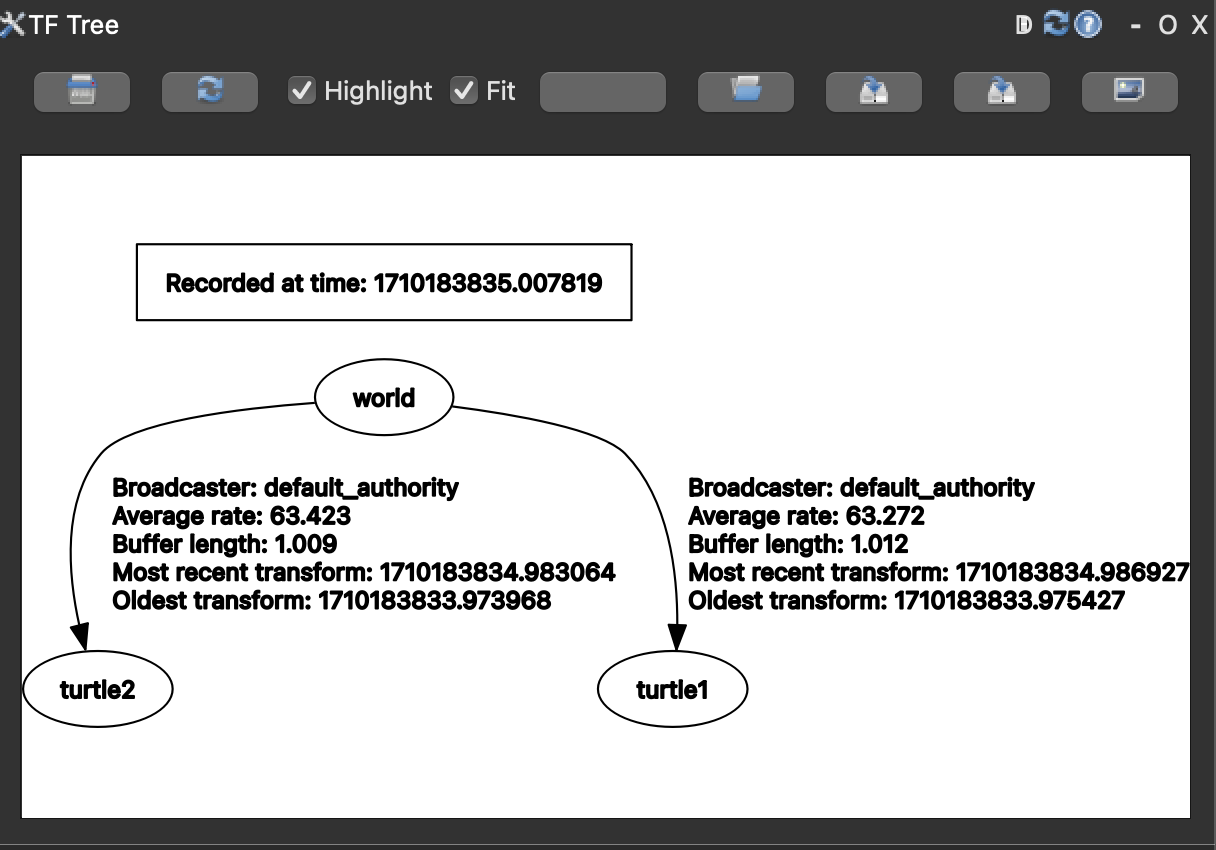 TF Tree
D
?
- O X
Highlight
Fit
Recorded at time: 1710183835.007819
world
Broadcaster: default_authority
Average rate: 63.423
Buffer length: 1.009
Most recent transform: 1710183834.983064
Oldest transform: 1710183833.973968
Broadcaster: default_authority
Average rate: 63.272
Buffer length: 1.012
Most recent transform: 1710183834.986927
Oldest transform: 1710183833.975427
turtle2
turtle1